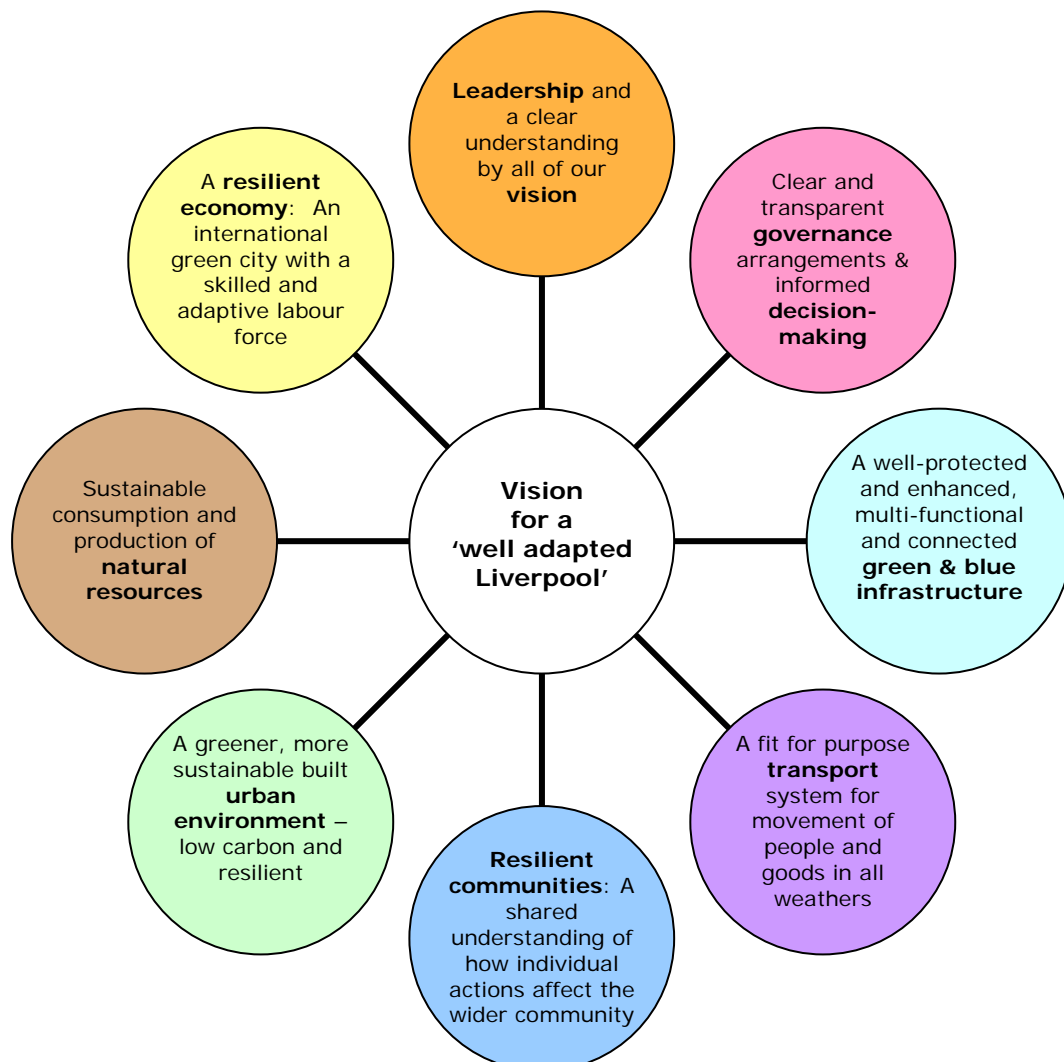 Leadership and
a clear
understanding
by all of our
vision
Clear and
transparent
governance
arrangements &
informed
decision-
making
A well-protected
and enhanced,
multi-functional
and connected
green & blue
infrastructure
A fit for purpose
transport
system for
movement of
people and
goods in all
weathers
Resilient
communities: A
shared
understanding of
how individual
actions affect the
wider community
A greener, more
sustainable built
urban
environment –
low carbon and
resilient
Sustainable
consumption and
production of
natural
resources
A resilient
economy:  An
international
green city with a
skilled and
adaptive labour
force
Vision
for a
‘well adapted
Liverpool’